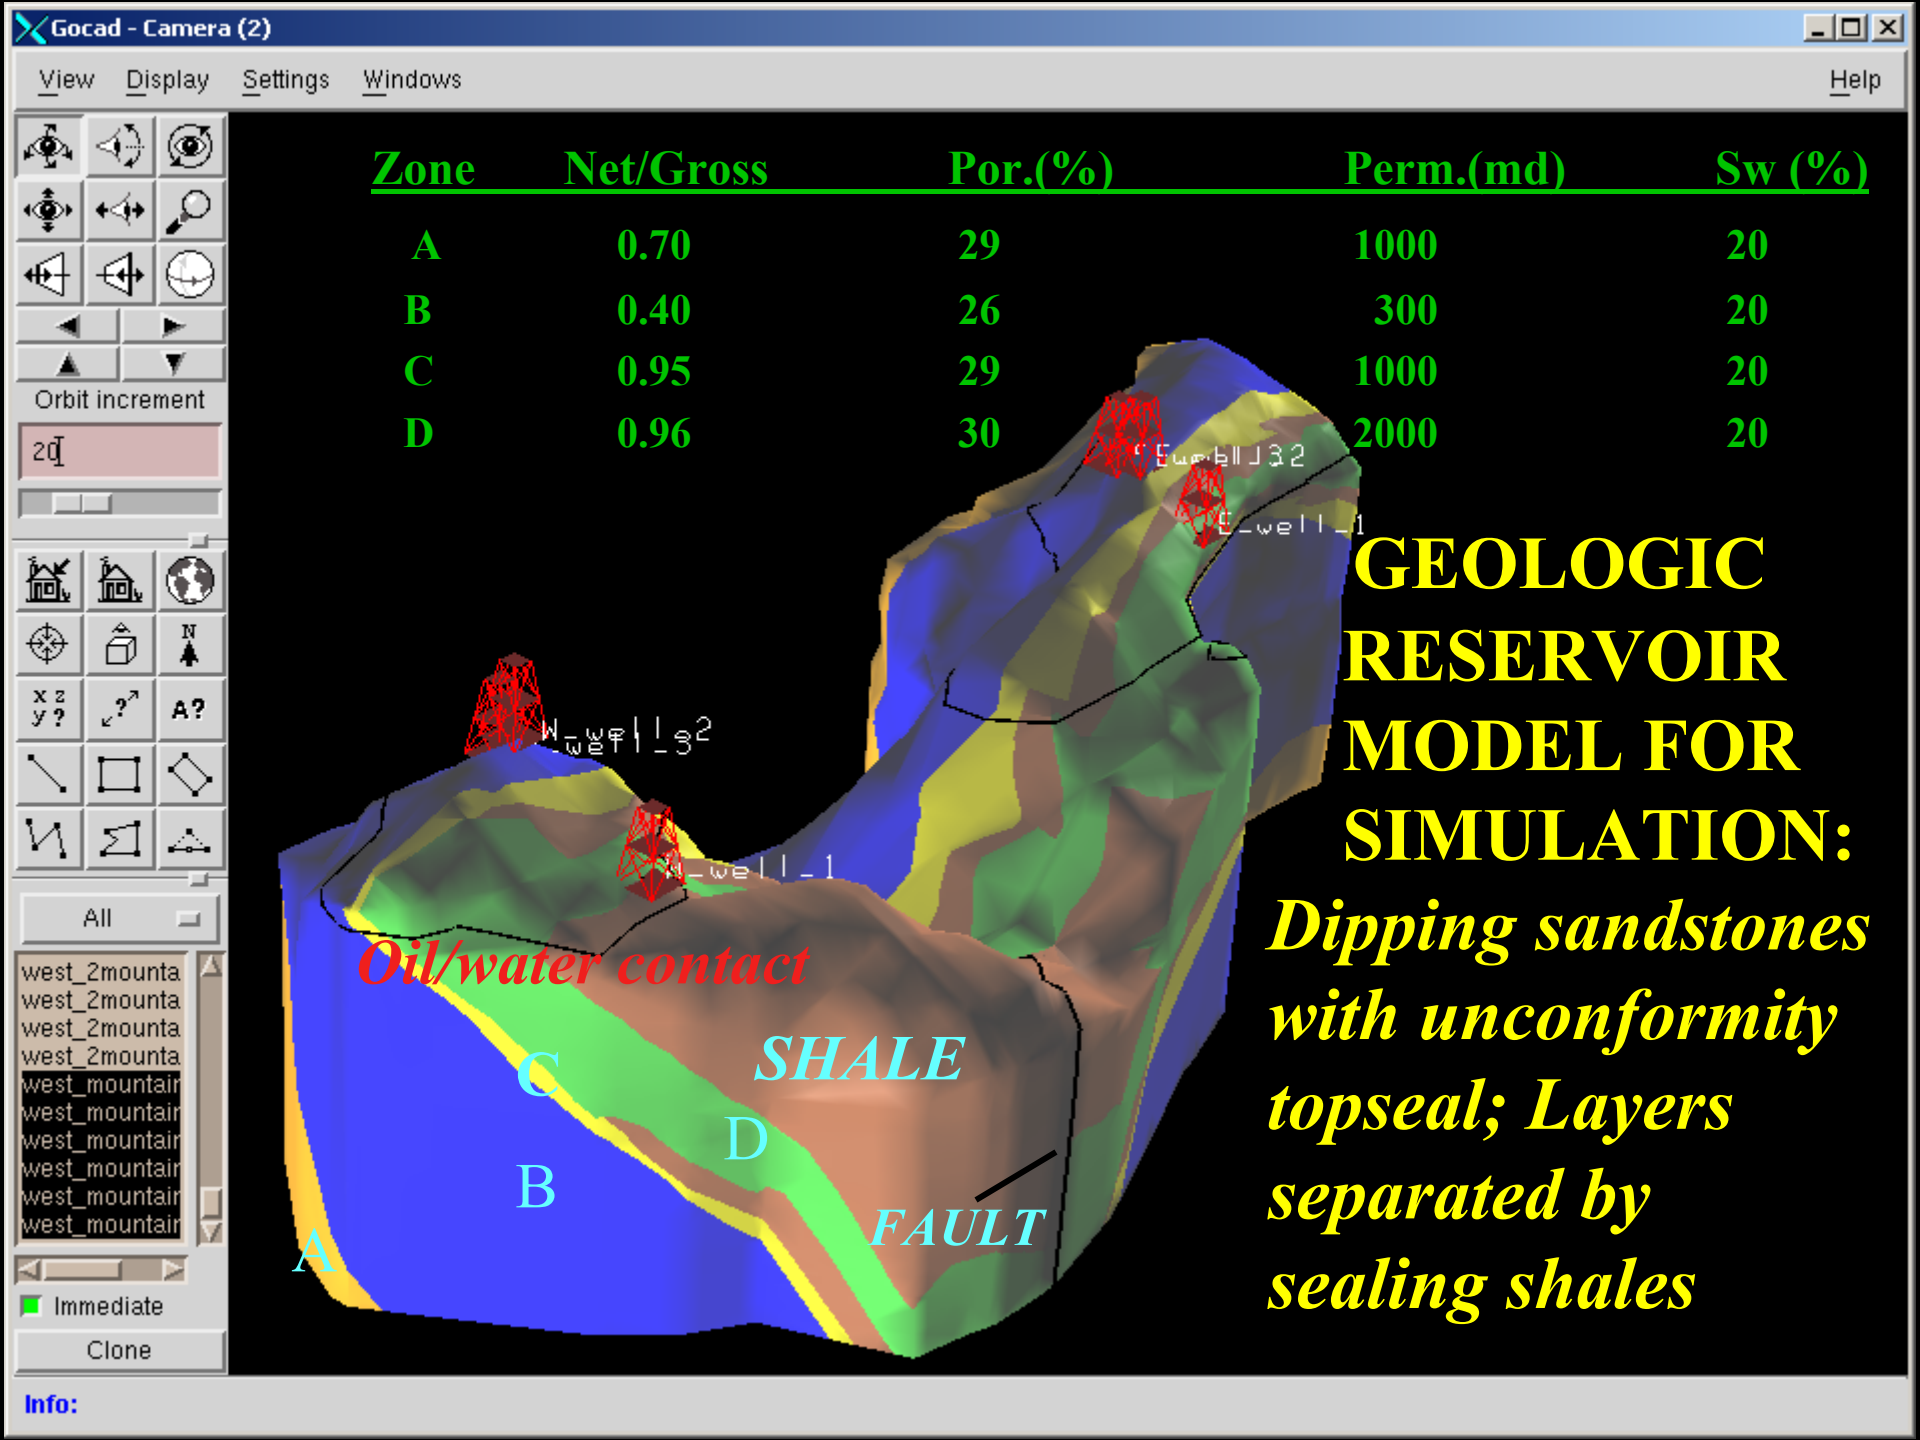 Gocad - Camera (2)
View Display Settings Windows Help
Zone Net/Gross Por.(%) Perm.(md) Sw (%)
A 0.70 29 1000 20
B 0.40 26 300 20
C 0.95 29 1000 20
D 0.96 30 2000 20
Orbit increment
20
N
x z
y ?
?
A?
All
west_2mounta
west_2mounta
west_2mounta
west_2mounta
west_mountair
west_mountair
west_mountair
west_mountair
west_mountair
west_mountair
Immediate
Clone
Info:
E_well_1
W_well_2
W_well_1
Oil/water contact
SHALE
C
D
B
A
FAULT
GEOLOGIC
RESERVOIR
MODEL FOR
SIMULATION:
Dipping sandstones
with unconformity
topseal; Layers
separated by
sealing shales